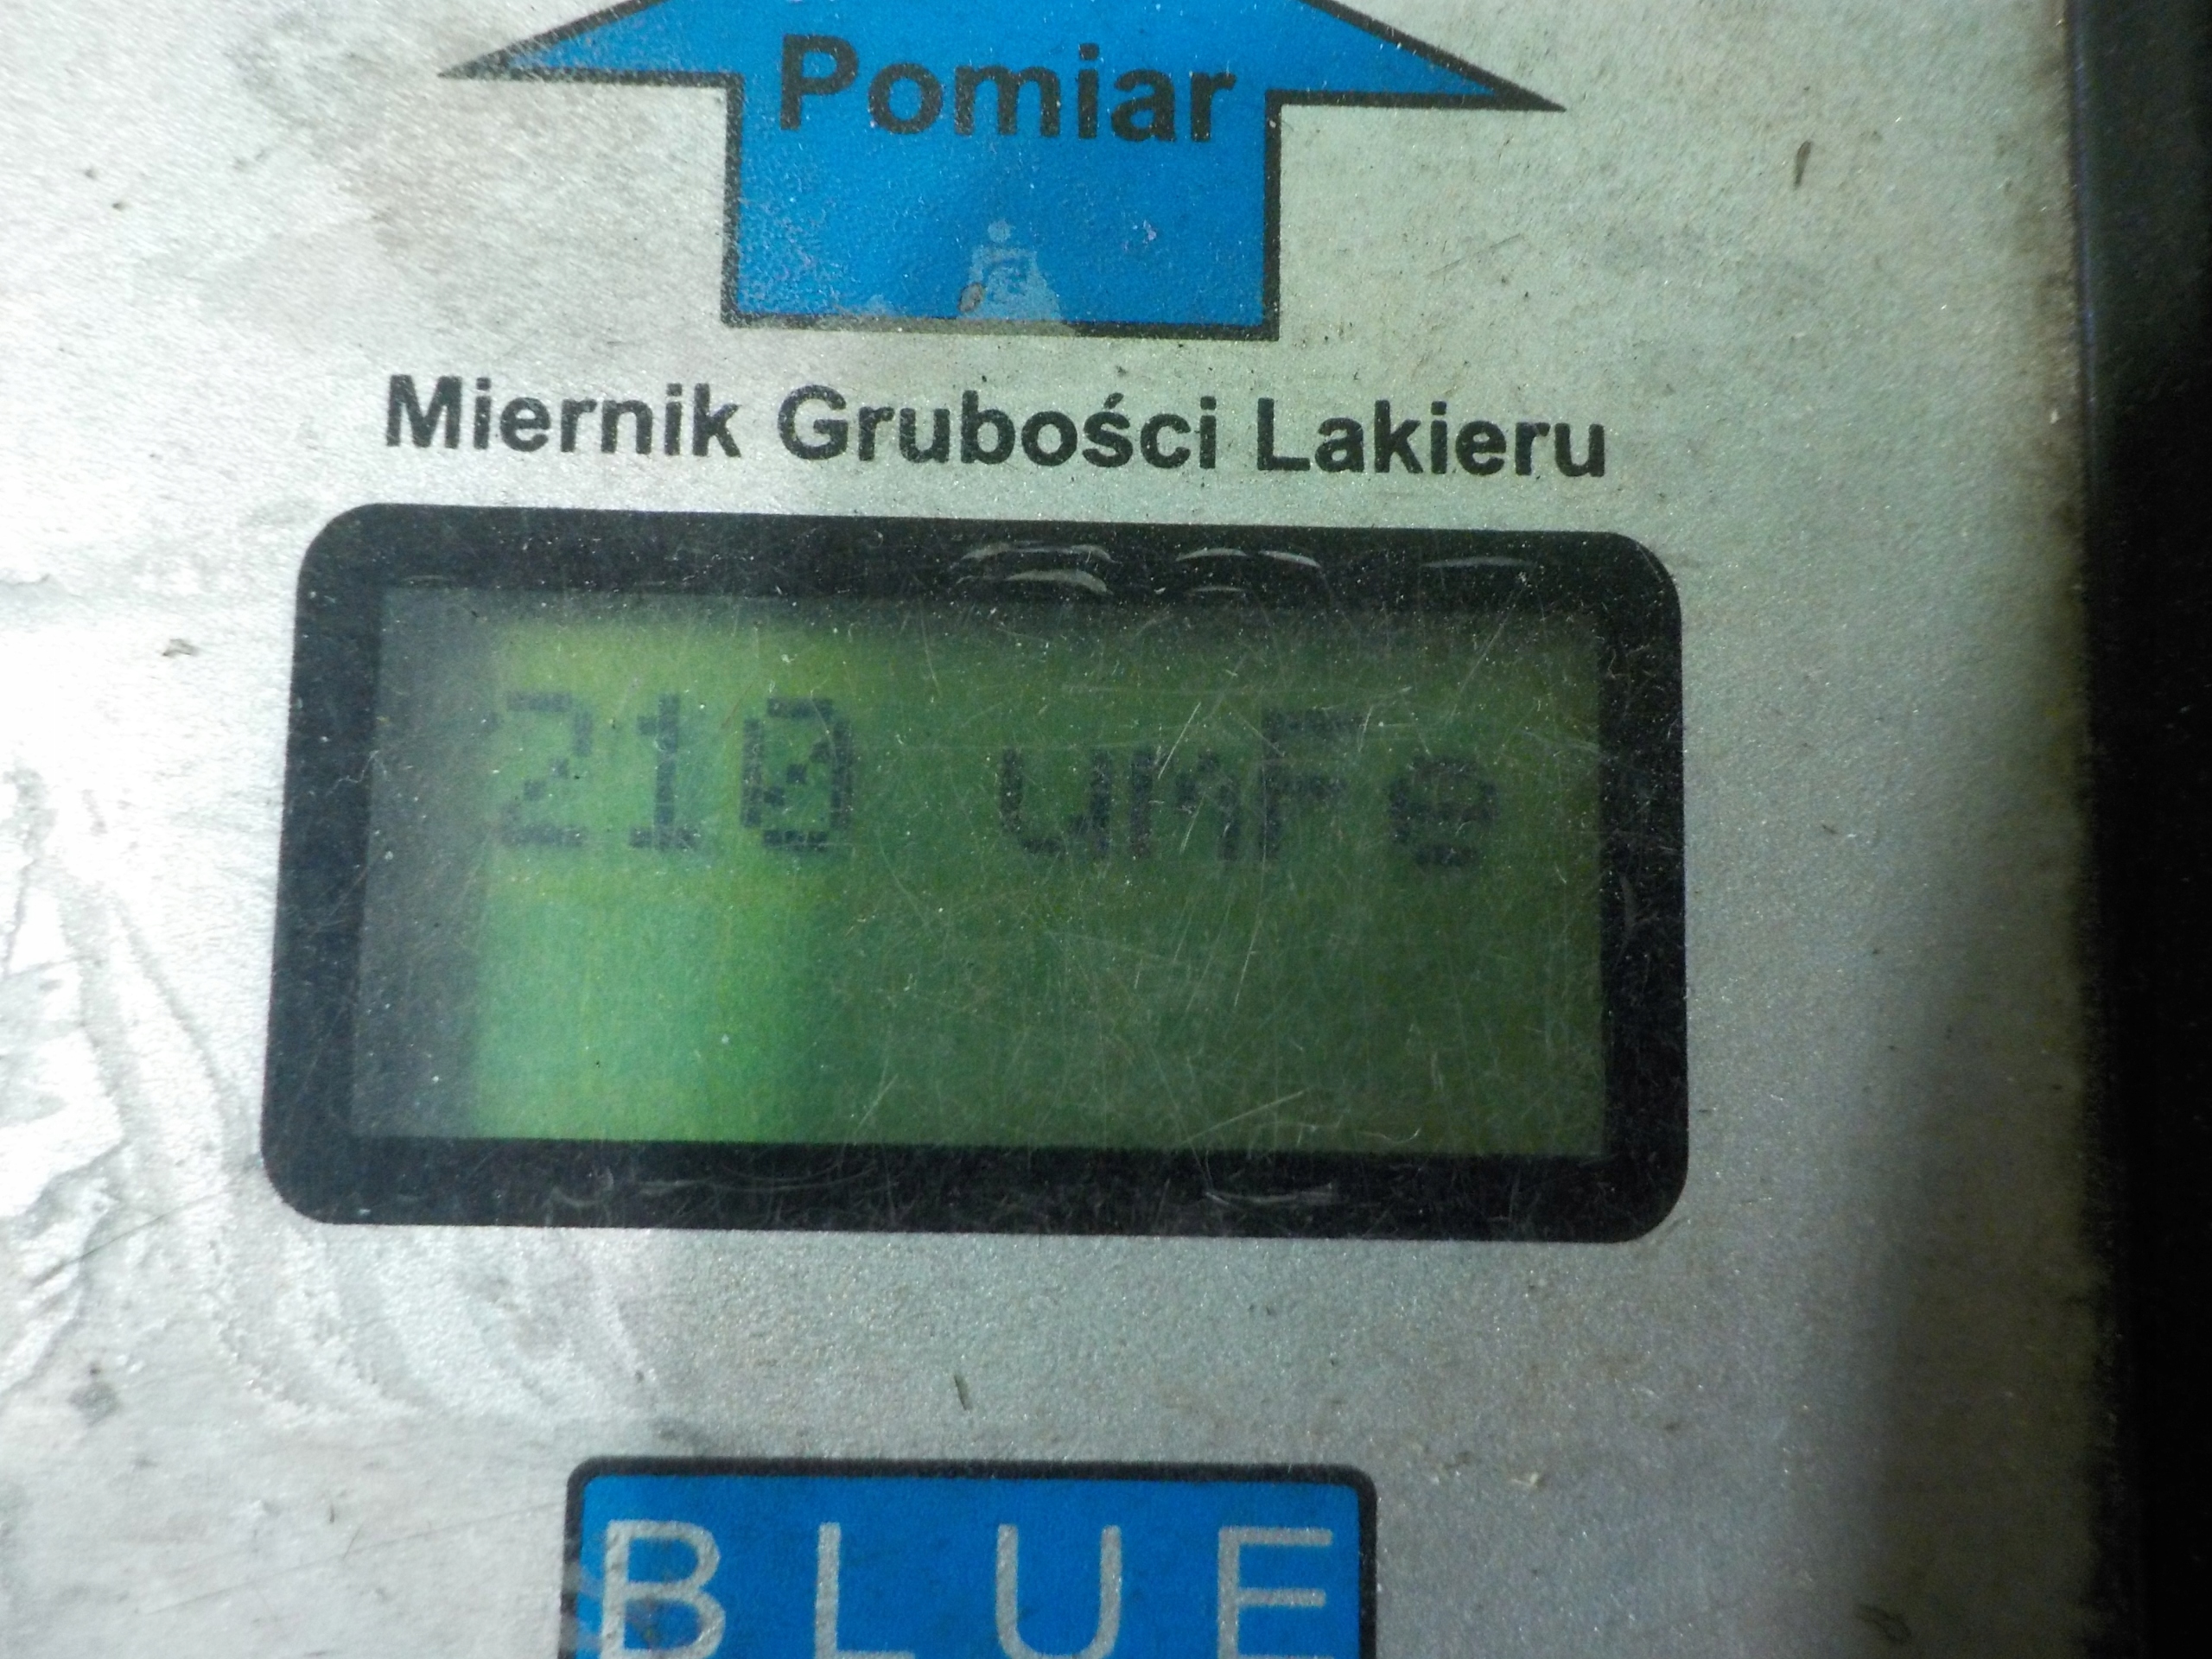 Pomiar
Miernik Grubości Lakieru
210 umFe
BLUE